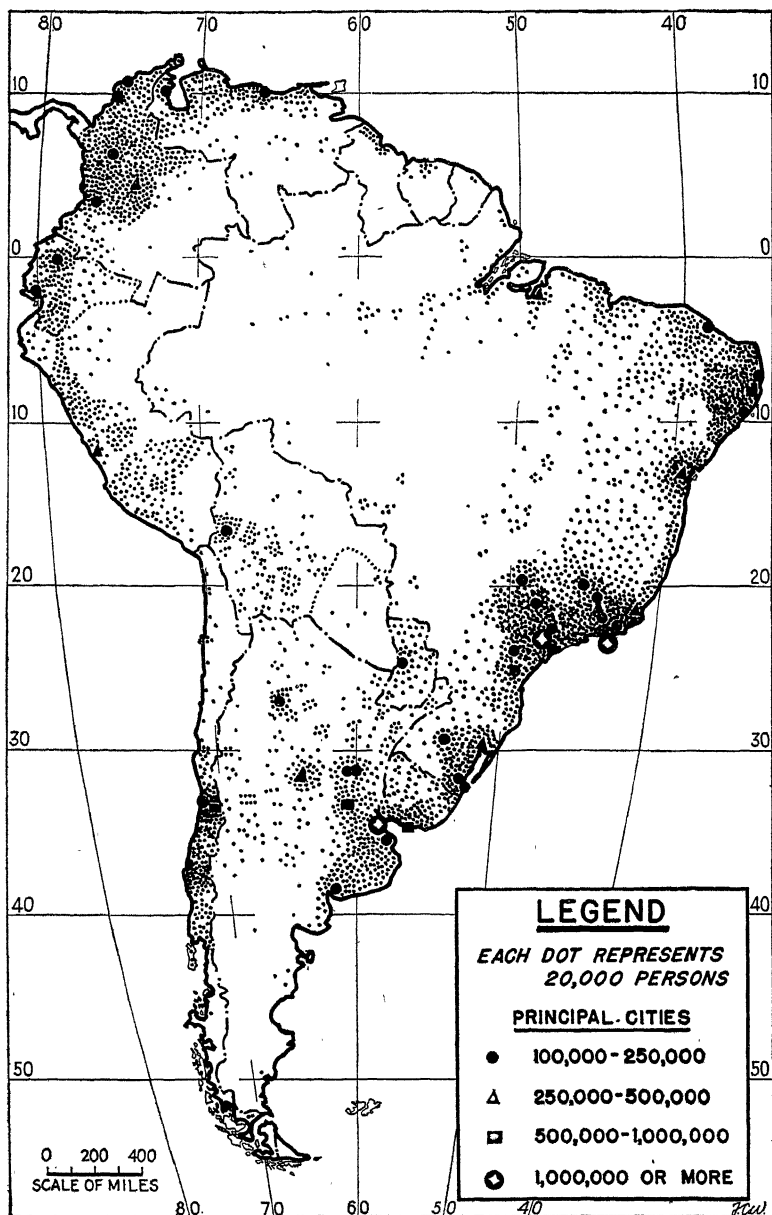 80 70 60 50 40
10 10
0 0
10 10
20 20
30 30
40 40
50 50
LEGEND
EACH DOT REPRESENTS
20,000 PERSONS
PRINCIPAL CITIES
100,000-250,000
250,000-500,000
500,000-1,000,000
1,000,000 OR MORE
0 200 400
SCALE OF MILES
80 70 60 50 40